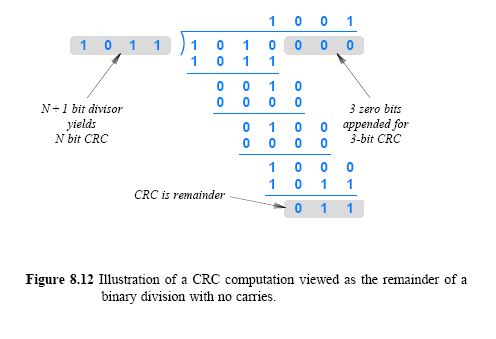 1 0 0 1
1 0 1 1 ) 1 0 1 0 0 0 0
1 0 1 1
0 0 1 0
0 0 0 0
N+1 bit divisor
yields
N bit CRC
3 zero bits
appended for
3-bit CRC
0 1 0 0
0 0 0 0
1 0 0 0
1 0 1 1
CRC is remainder
0 1 1
Figure 8.12 Illustration of a CRC computation viewed as the remainder of a
binary division with no carries.